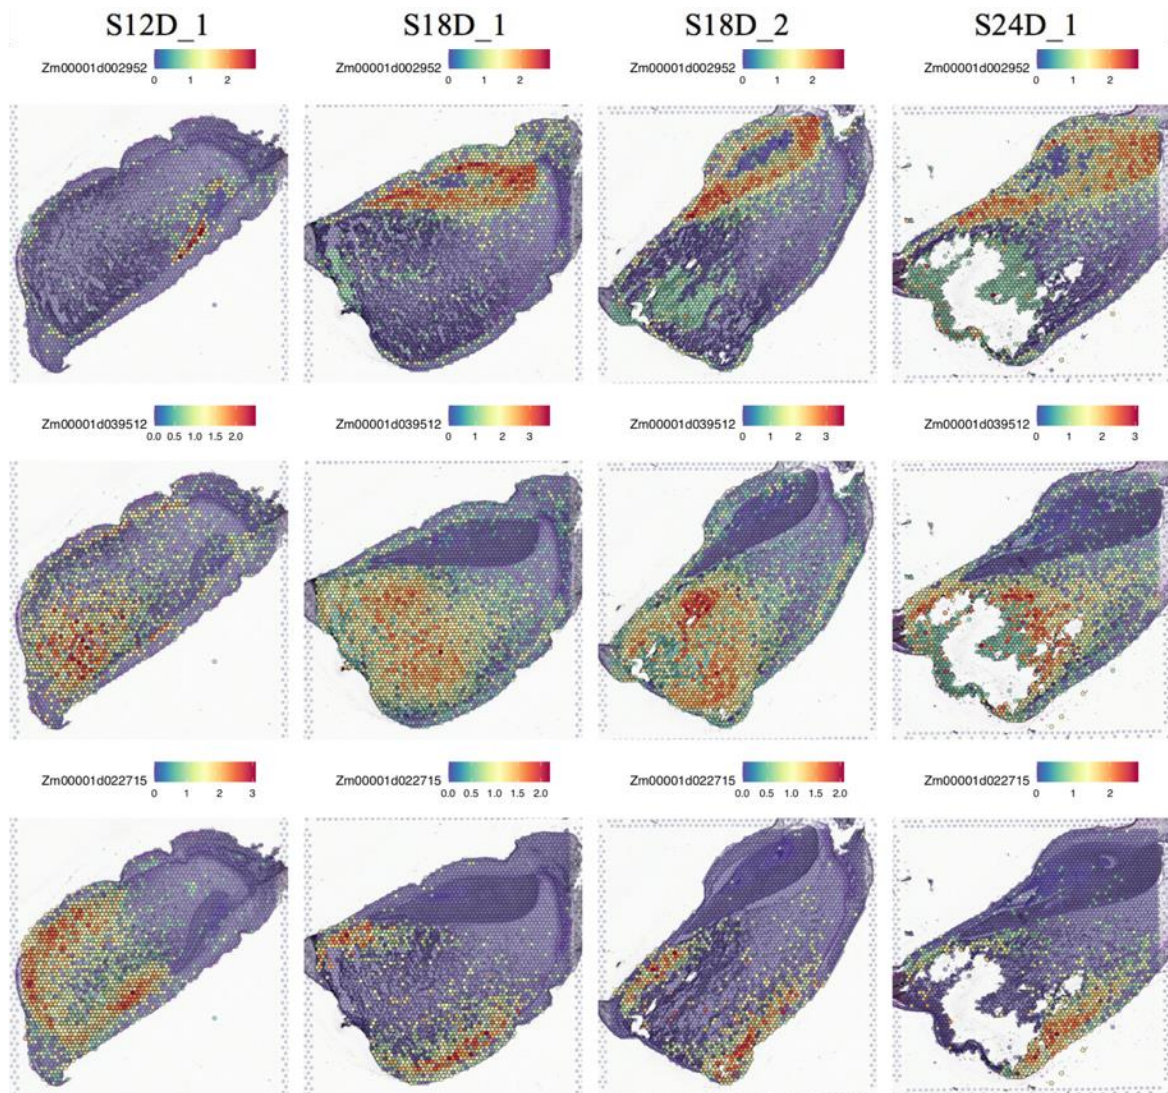 S12D_1 S18D_1 S18D_2 S24D_1
Zm00001d002952 Zm00001d002952 Zm00001d002952 Zm00001d002952
0 1 2 0 1 2 0 1 2 0 1 2
Zm00001d039512 Zm00001d039512 Zm00001d039512 Zm00001d039512
0.0 0.5 1.0 1.5 2.0 0 1 2 3 0 1 2 3 0 1 2 3
Zm00001d022715 Zm00001d022715 Zm00001d022715 Zm00001d022715
0 1 2 3 0.0 0.5 1.0 1.5 2.0 0.0 0.5 1.0 1.5 2.0 0 1 2